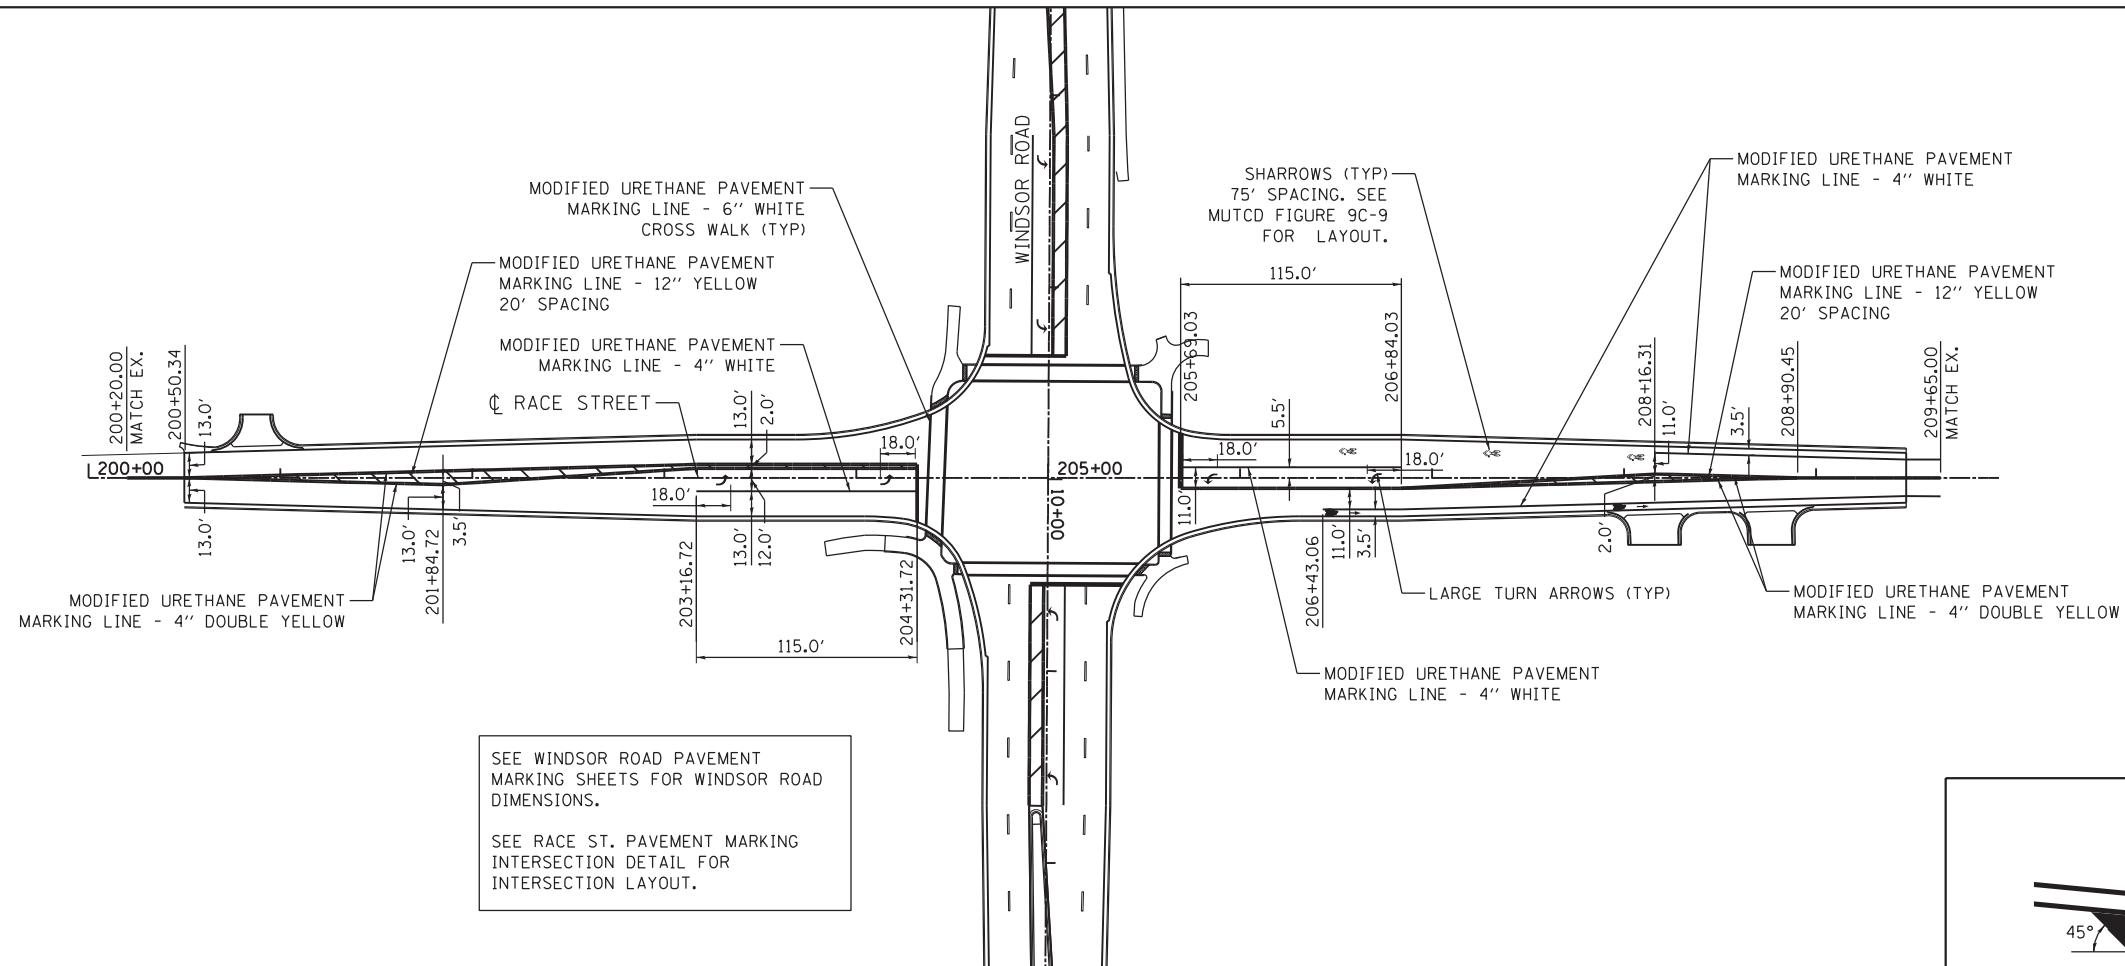 MODIFIED URETHANE PAVEMENT
MARKING LINE - 6" WHITE
CROSS WALK (TYP)
MODIFIED URETHANE PAVEMENT
MARKING LINE - 12" YELLOW
20' SPACING
MODIFIED URETHANE PAVEMENT
MARKING LINE - 4" WHITE
℄ RACE STREET
WINDSOR ROAD
SHARROWS (TYP)
75' SPACING. SEE
MUTCD FIGURE 9C-9
FOR LAYOUT.
MODIFIED URETHANE PAVEMENT
MARKING LINE - 4" WHITE
MODIFIED URETHANE PAVEMENT
MARKING LINE - 12" YELLOW
20' SPACING
115.0'
200+20.00
MATCH EX.
200+50.34
13.0'
200+00
13.0'
13.0'
201+84.72
3.5'
18.0'
203+16.72
13.0'
2.0'
13.0'
12.0'
18.0'
204+31.72
115.0'
205+00
10+00
205+69.03
18.0'
11.0'
5.5'
206+84.03
18.0'
206+43.06
11.0'
3.5'
208+16.31
11.0'
2.0'
3.5'
208+90.45
209+65.00
MATCH EX.
MODIFIED URETHANE PAVEMENT
MARKING LINE - 4" DOUBLE YELLOW
LARGE TURN ARROWS (TYP)
MODIFIED URETHANE PAVEMENT
MARKING LINE - 4" DOUBLE YELLOW
MODIFIED URETHANE PAVEMENT
MARKING LINE - 4" WHITE
SEE WINDSOR ROAD PAVEMENT
MARKING SHEETS FOR WINDSOR ROAD
DIMENSIONS.
SEE RACE ST. PAVEMENT MARKING
INTERSECTION DETAIL FOR
INTERSECTION LAYOUT.
45°